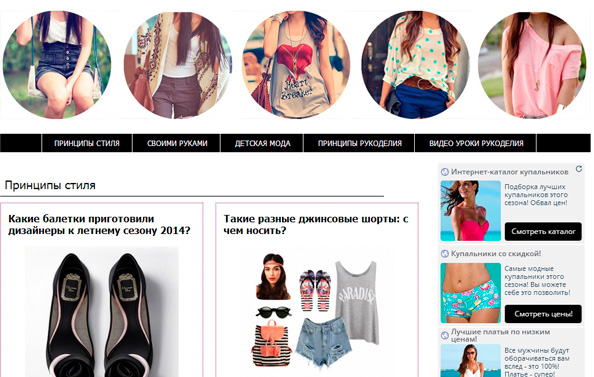 Heart
Breaker
ПРИНЦИПЫ СТИЛЯ
СВОИМИ РУКАМИ
ДЕТСКАЯ МОДА
ПРИНЦИПЫ РУКОДЕЛИЯ
ВИДЕО УРОКИ РУКОДЕЛИЯ
Принципы стиля
Какие балетки приготовили
дизайнеры к летнему сезону 2014?
Такие разные джинсовые шорты: с
чем носить?
PARADISE
Интернет-каталог купальников
Подборка лучших
купальников этого
сезона! Обвал цен!
Смотреть каталог
Купальники со скидкой!
Самые модные
купальники этого
сезона! Вы можете
себе это позволить!
Смотреть цены!
Лучшие платья по низким
ценам!
Все мужчины будут
оборачиваться вам
вслед - это 100%!
Платье - супер!